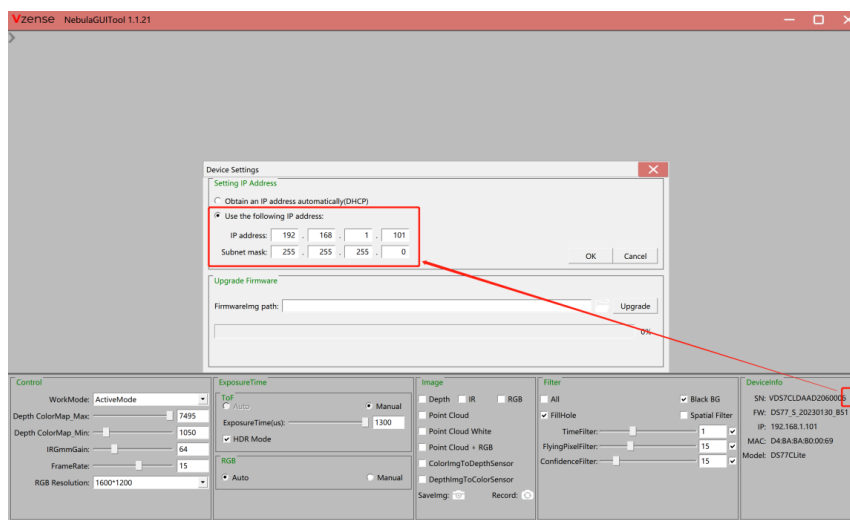 Vzense NebulaGUITool 1.1.21
Device Settings
Setting IP Address
Obtain an IP address automatically(DHCP)
Use the following IP address:
IP address: 192 . 168 . 1 . 101
Subnet mask: 255 . 255 . 255 . 0
OK Cancel
Upgrade Firmware
FirmwareImg path: Upgrade
0%
Control
WorkMode: ActiveMode
Depth ColorMap_Max: 7495
Depth ColorMap_Min: 1050
IRGmmGain: 64
FrameRate: 15
RGB Resolution: 1600*1200
ExposureTime
ToF
Auto Manual
ExposureTime(us): 1300
HDR Mode
RGB
Auto Manual
Image
Depth IR RGB
Point Cloud
Point Cloud White
Point Cloud + RGB
ColorImgToDepthSensor
DepthImgToColorSensor
SaveImg: Record:
Filter
All Black BG
FillHole Spatial Filter
TimeFilter: 1
FlyingPixelFilter: 15
ConfidenceFilter: 15
DeviceInfo
SN: VDS7CLDAAD2060006
FW: DS77_S_20230130_B51
IP: 192.168.1.101
MAC: D4:BA:BA:80:00:69
Model: DS77CLite